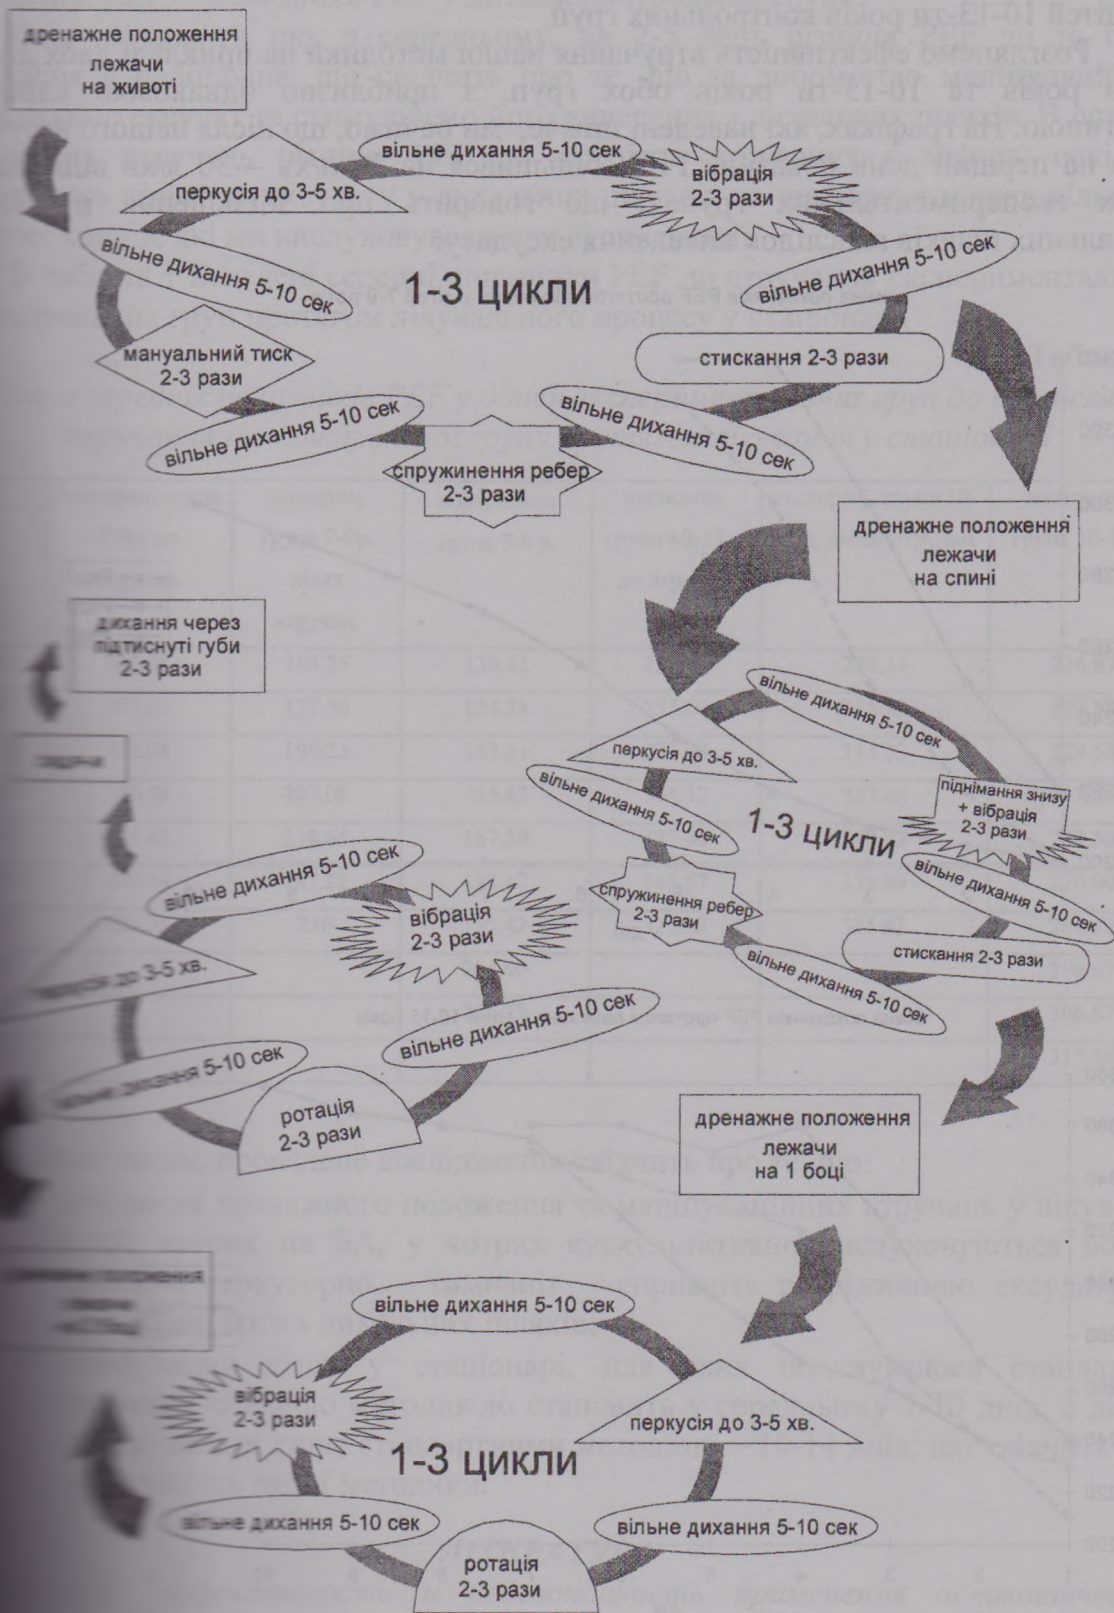 дренажне положення
лежачи
на животі
вільне дихання 5-10 сек
перкусія до 3-5 хв.
вібрація
2-3 рази
вільне дихання 5-10 сек
1-3 ЦИКЛИ
вільне дихання 5-10 сек
мануальний тиск
2-3 рази
стискання 2-3 рази
вільне дихання 5-10 сек
вільне дихання 5-10 сек
спружинення ребер
2-3 рази
дренажне положення
лежачи
на спині
дихання через
підтиснуті губи
2-3 рази
вільне дихання 5-10 сек
перкусія до 3-5 хв.
вільне дихання 5-10 сек
1-3 ЦИКЛИ
піднімання знизу
+ вібрація
2-3 рази
вільне дихання 5-10 сек
спружинення ребер
2-3 рази
стискання 2-3 рази
вільне дихання 5-10 сек
вільне дихання 5-10 сек
вібрація
2-3 рази
перкусія до 3-5 хв.
вільне дихання 5-10 сек
вільне дихання 5-10 сек
ротація
2-3 рази
дренажне положення
лежачи
на 1 боці
положення
вільне дихання 5-10 сек
вібрація
2-3 рази
перкусія до 3-5 хв.
1-3 ЦИКЛИ
вільне дихання 5-10 сек
вільне дихання 5-10 сек
ротація
2-3 рази